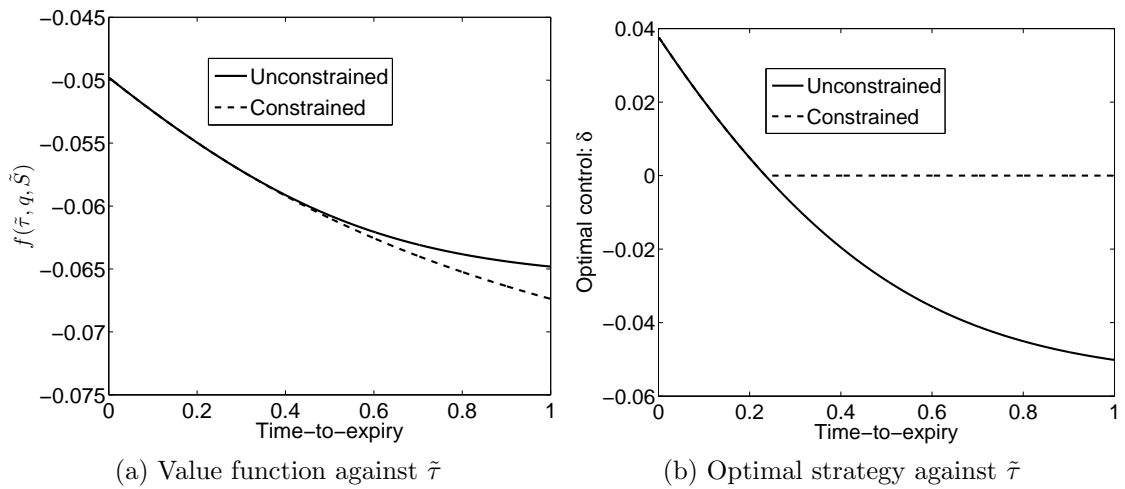 −0.045
−0.05
−0.055
−0.06
−0.065
−0.07
−0.075
f(τ̃, q, S̃)
Unconstrained
Constrained
0 0.2 0.4 0.6 0.8 1
Time−to−expiry
(a) Value function against τ̃
0.04
0.02
0
−0.02
−0.04
−0.06
Optimal control: δ
Unconstrained
Constrained
0 0.2 0.4 0.6 0.8 1
Time−to−expiry
(b) Optimal strategy against τ̃